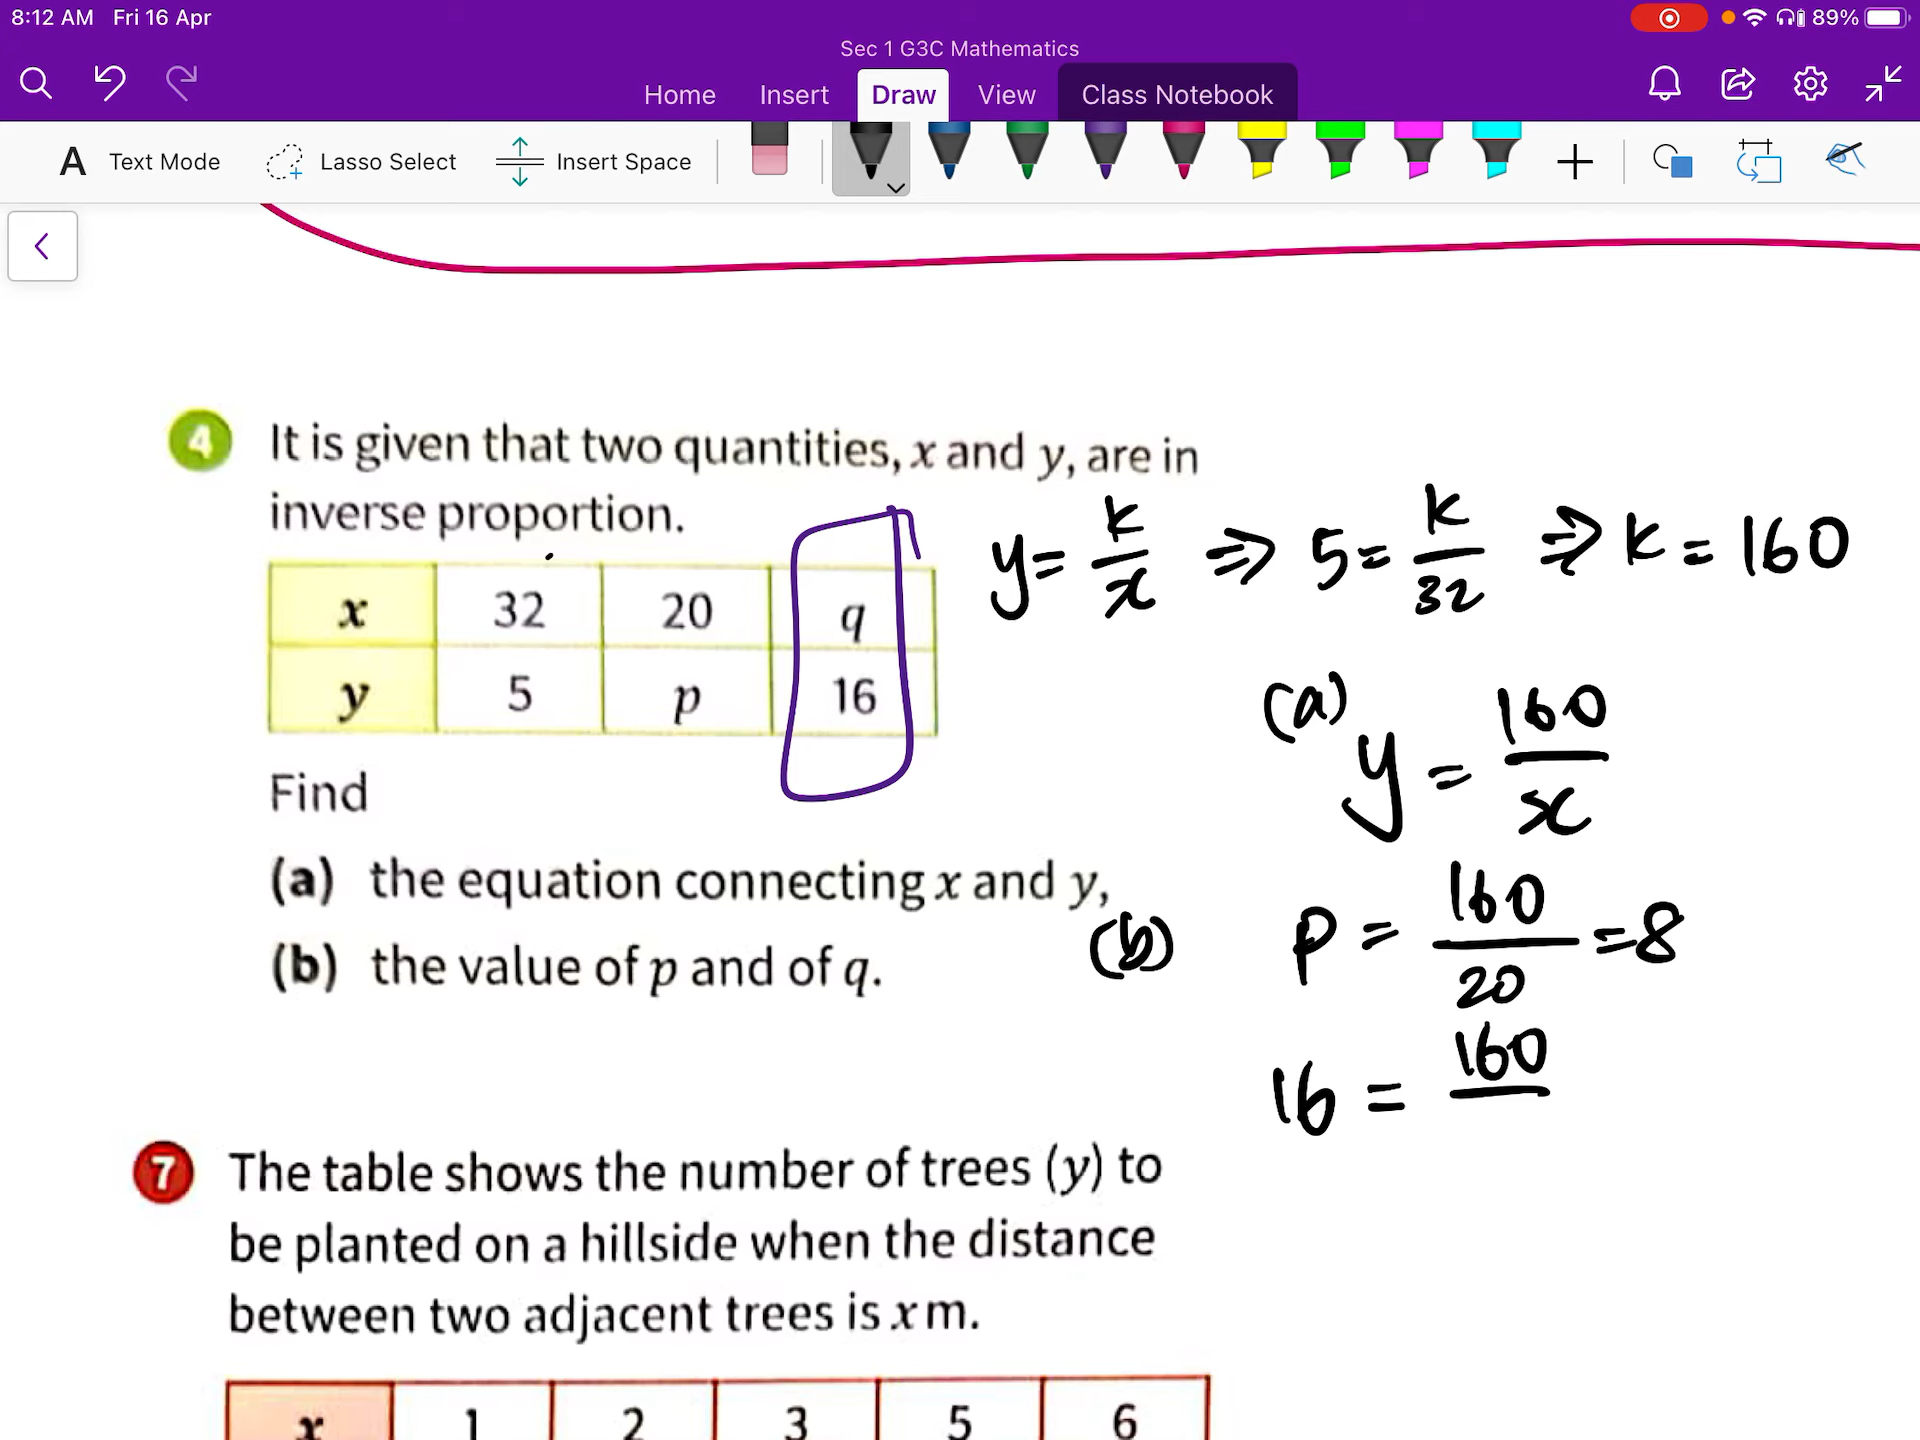 8:12 AM Fri 16 Apr
89%
Sec 1 G3C Mathematics
Home Insert Draw View Class Notebook
A Text Mode Lasso Select Insert Space
4 It is given that two quantities, x and y, are in
inverse proportion.
x 32 20 q
y 5 p 16
y = k/x ⇒ 5 = k/32 ⇒ k = 160
Find
(a) the equation connecting x and y,
(b) the value of p and of q.
(a) y = 160/x
(b) p = 160/20 = 8
16 = 160/
7 The table shows the number of trees (y) to
be planted on a hillside when the distance
between two adjacent trees is x m.
x 1 2 3 5 6